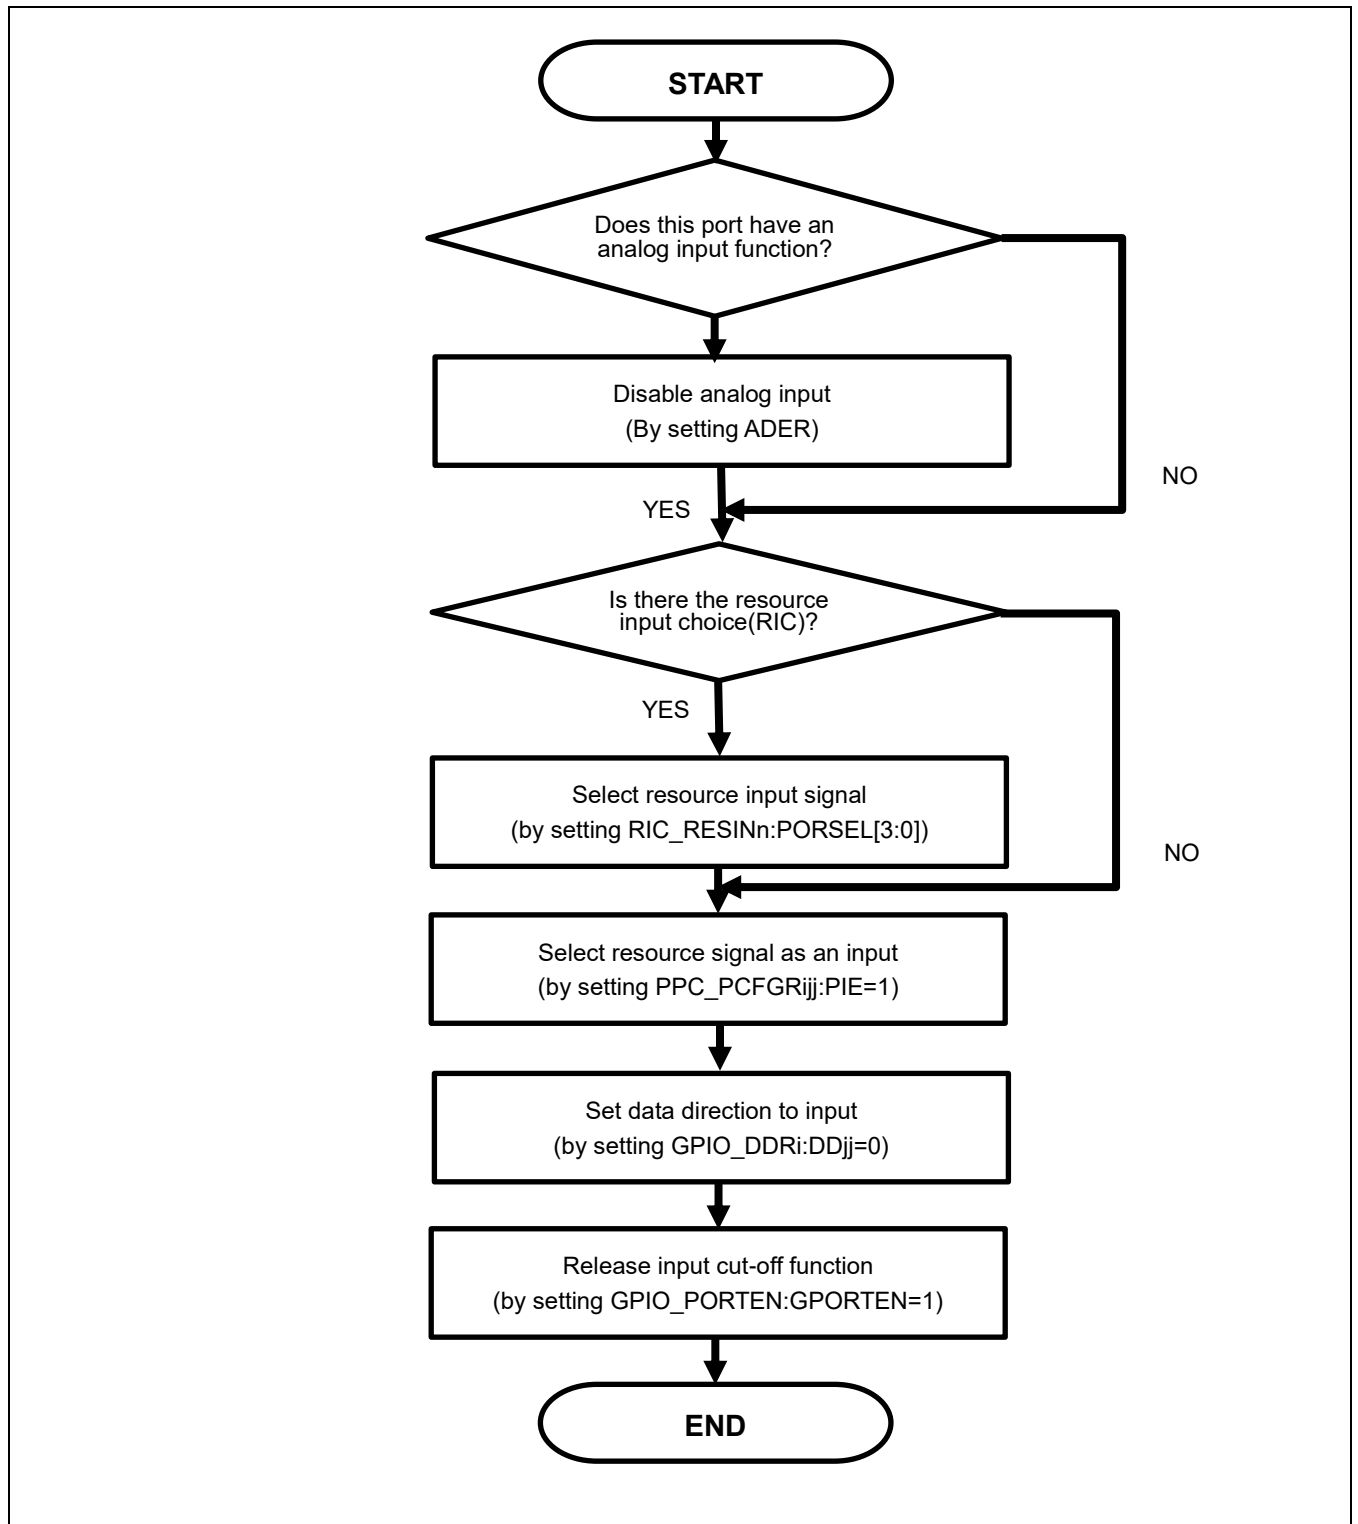 START
Does this port have an
analog input function?
Disable analog input
(By setting ADER)
NO
YES
Is there the resource
input choice(RIC)?
YES
Select resource input signal
(by setting RIC_RESINn:PORSEL[3:0])
NO
Select resource signal as an input
(by setting PPC_PCFGRijj:PIE=1)
Set data direction to input
(by setting GPIO_DDRi:DDjj=0)
Release input cut-off function
(by setting GPIO_PORTEN:GPORTEN=1)
END